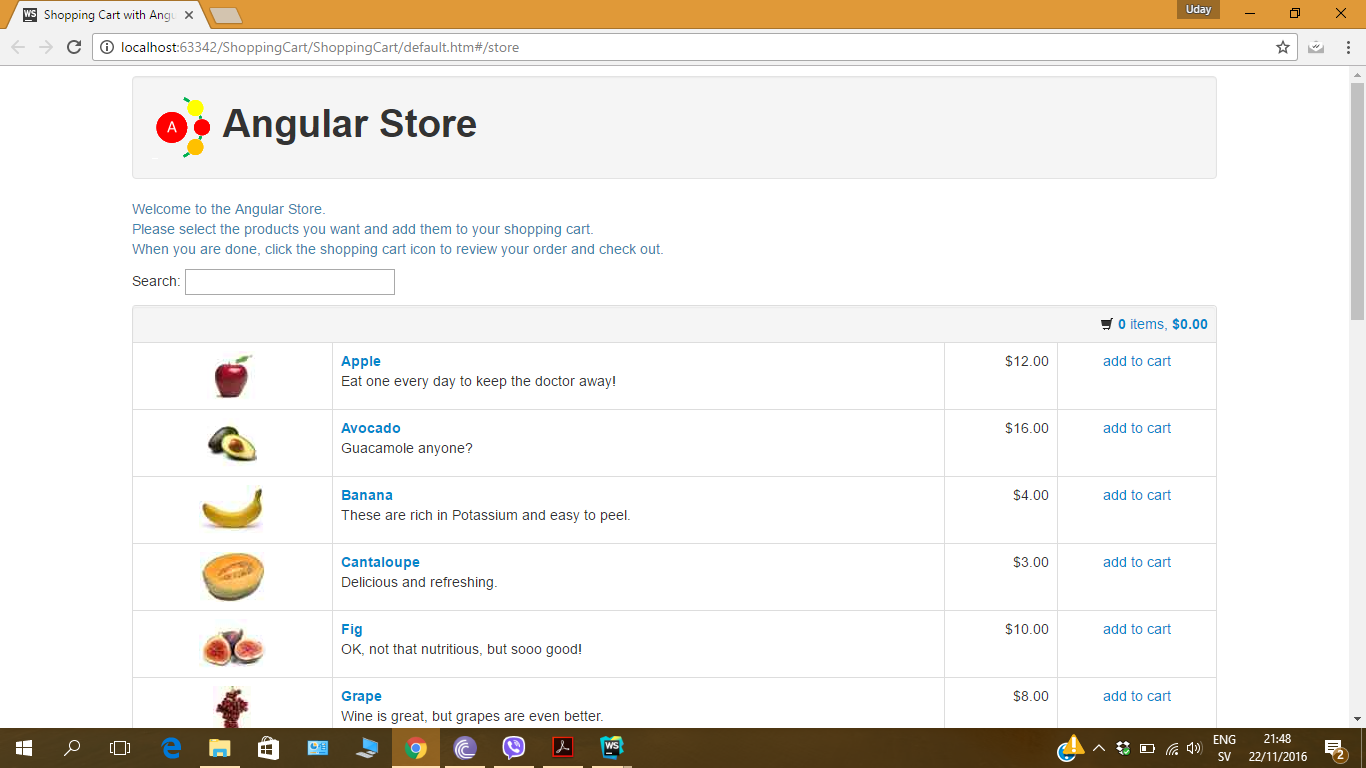 Shopping Cart with Angu
Uday
localhost:63342/ShoppingCart/ShoppingCart/default.htm#/store
A
Angular Store
Welcome to the Angular Store.
Please select the products you want and add them to your shopping cart.
When you are done, click the shopping cart icon to review your order and check out.
Search:
0 items, $0.00
Apple $12.00 add to cart
Eat one every day to keep the doctor away!
Avocado $16.00 add to cart
Guacamole anyone?
Banana $4.00 add to cart
These are rich in Potassium and easy to peel.
Cantaloupe $3.00 add to cart
Delicious and refreshing.
Fig $10.00 add to cart
OK, not that nutritious, but sooo good!
Grape $8.00 add to cart
Wine is great, but grapes are even better.
WS
ENG 21:48
SV 22/11/2016
2